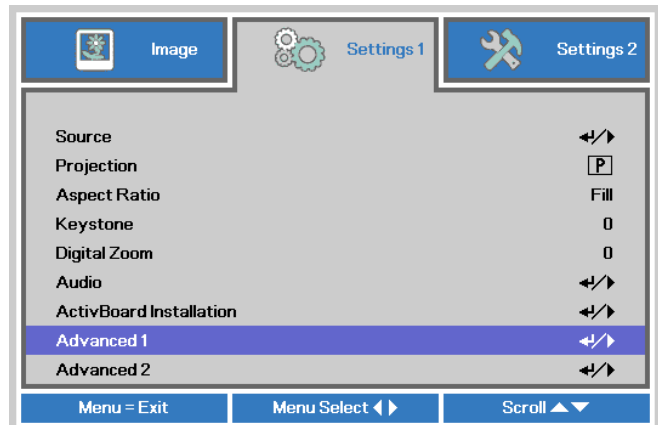 Image
Settings 1
Settings 2
Source ↵/▶
Projection P
Aspect Ratio Fill
Keystone 0
Digital Zoom 0
Audio ↵/▶
ActivBoard Installation ↵/▶
Advanced 1 ↵/▶
Advanced 2 ↵/▶
Menu = Exit
Menu Select ◀▶
Scroll ▲▼